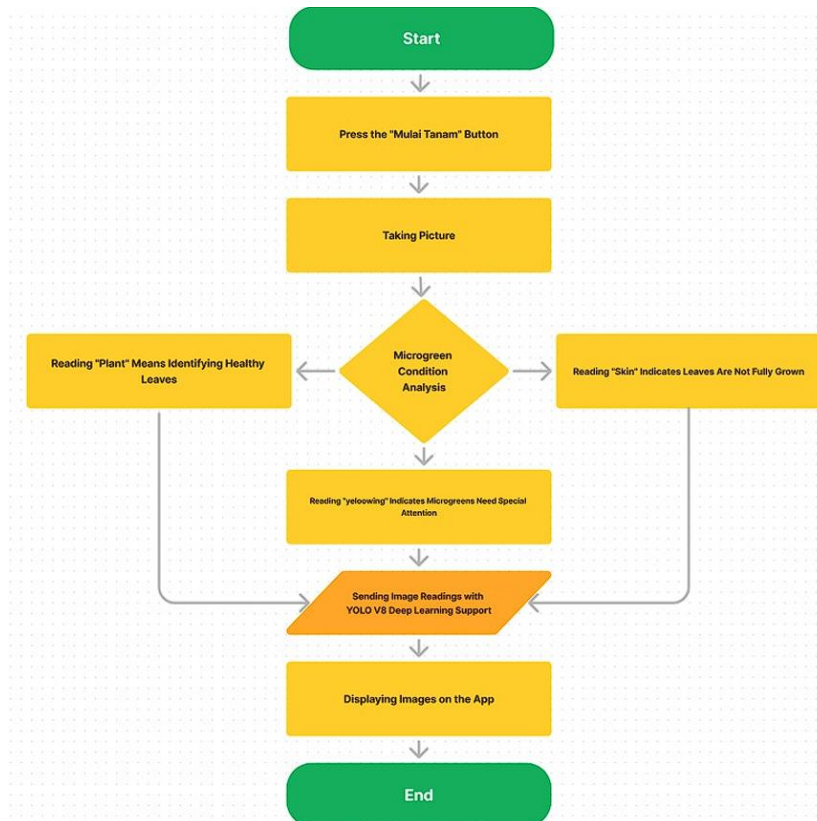 Start
Press the "Mulai Tanam" Button
Taking Picture
Microgreen
Condition
Analysis
Reading "Plant" Means Identifying Healthy
Leaves
Reading "Skin" Indicates Leaves Are Not Fully Grown
Reading "yeloowing" Indicates Microgreens Need Special
Attention
Sending Image Readings with
YOLO V8 Deep Learning Support
Displaying Images on the App
End